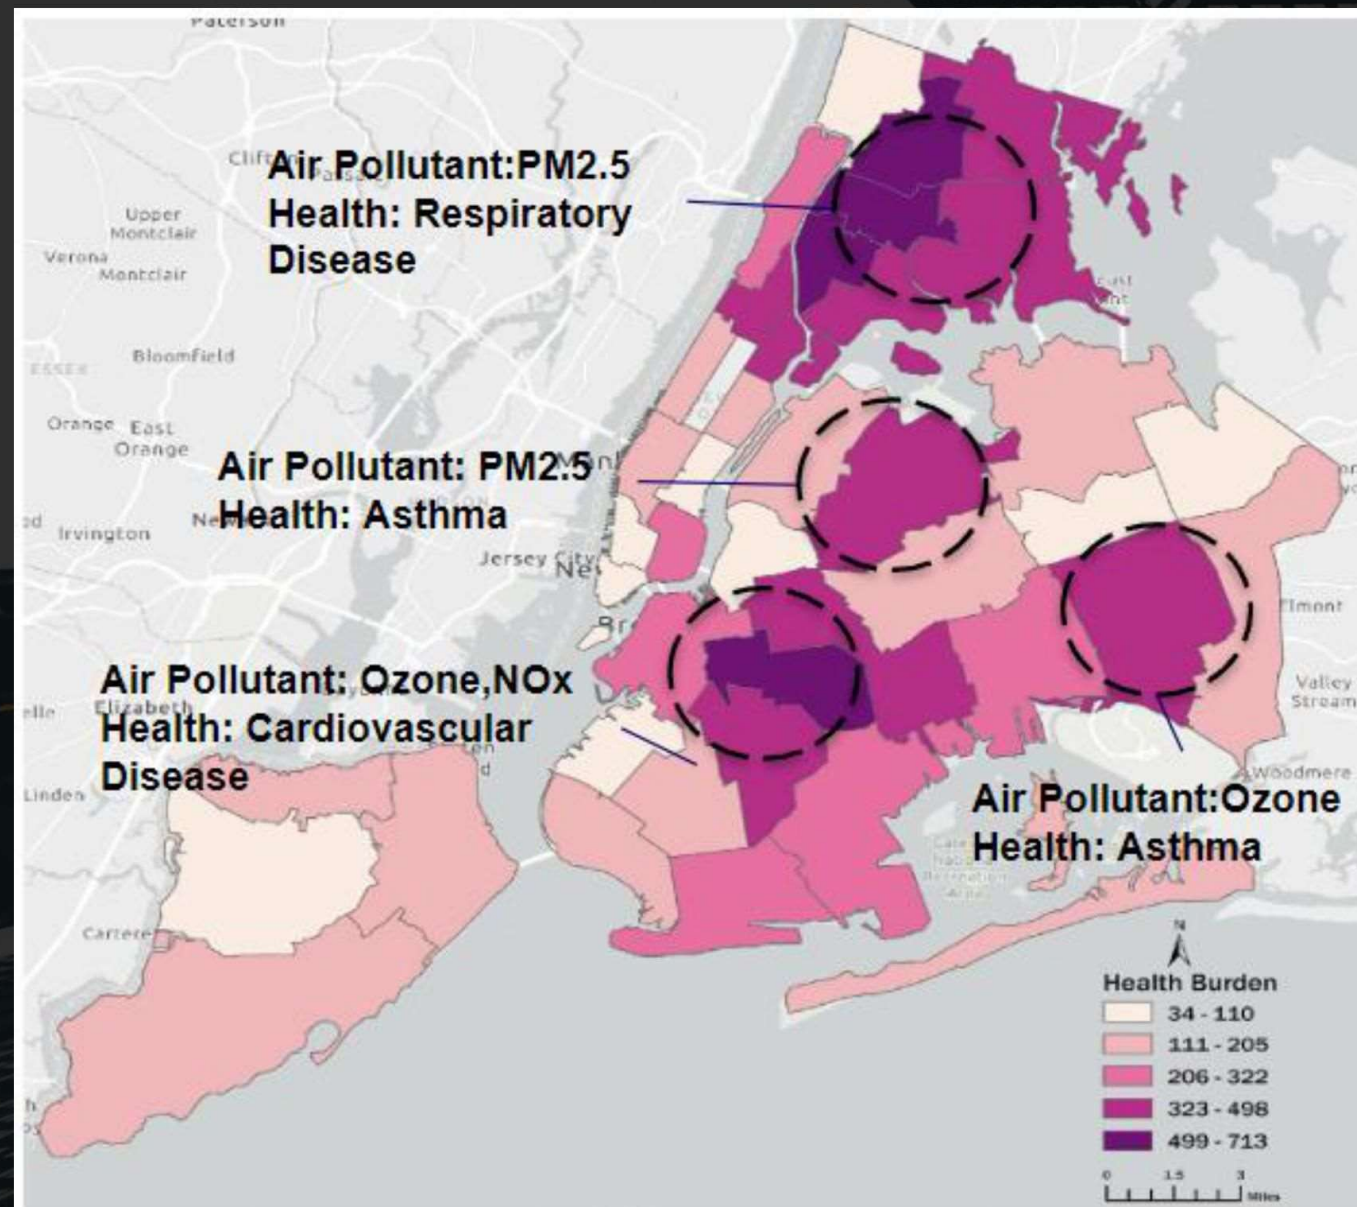 Paterson
Air Pollutant:PM2.5
Health: Respiratory
Disease
Upper
Montclair
Verona
Montclair
Bloomfield
ESSEX
Orange
East
Orange
Air Pollutant: PM2.5
Health: Asthma
Irvington
Jersey City
Air Pollutant: Ozone,NOx
Health: Cardiovascular
Disease
Elizabeth
Linden
Carteret
Elmont
Valley
Stream
Woodmere
Air Pollutant:Ozone
Health: Asthma
N
Health Burden
34 - 110
111 - 205
206 - 322
323 - 498
499 - 713
0 1.5 3
Miles